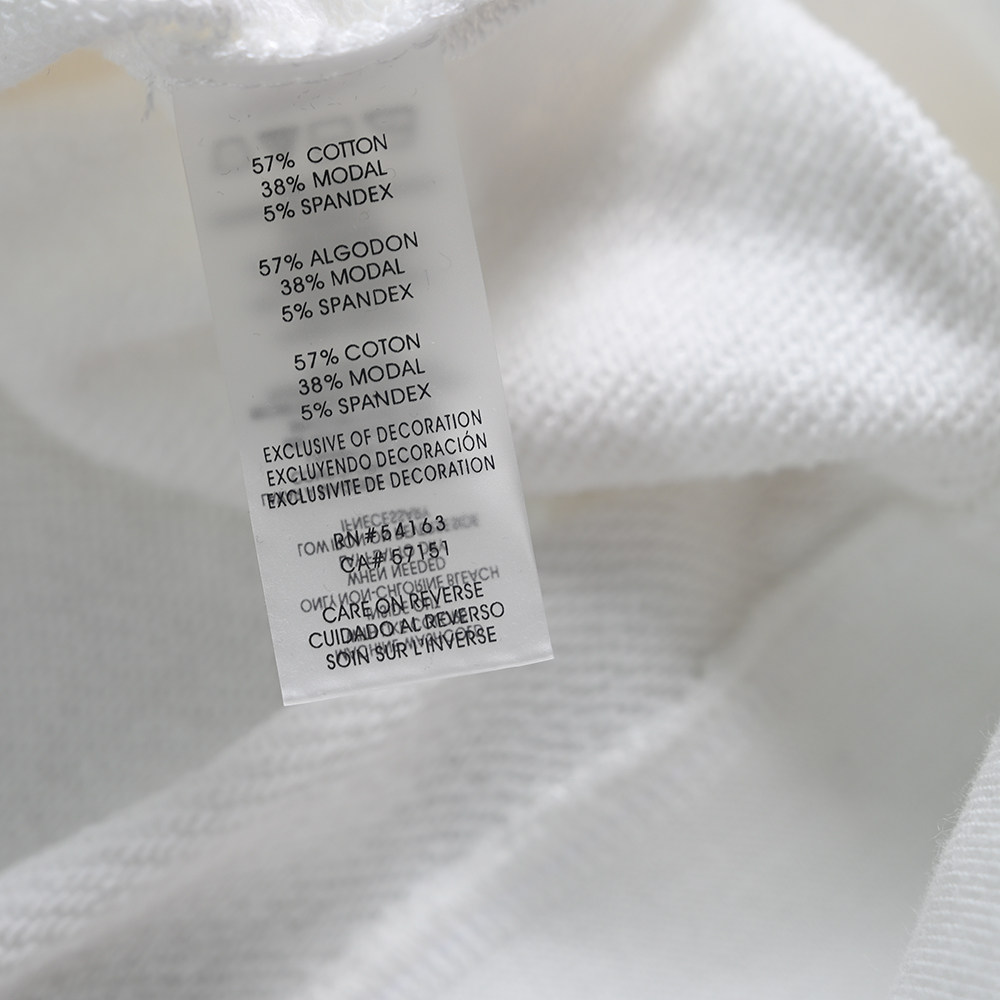 57% COTTON
38% MODAL
5% SPANDEX
57% ALGODON
38% MODAL
5% SPANDEX
57% COTON
38% MODAL
5% SPANDEX
EXCLUSIVE OF DECORATION
EXCLUYENDO DECORACIÓN
EXCLUSIVITE DE DECORATION
RN #54163
CA# 57151
CARE ON REVERSE
CUIDADO AL REVERSO
SOIN SUR L'INVERSE